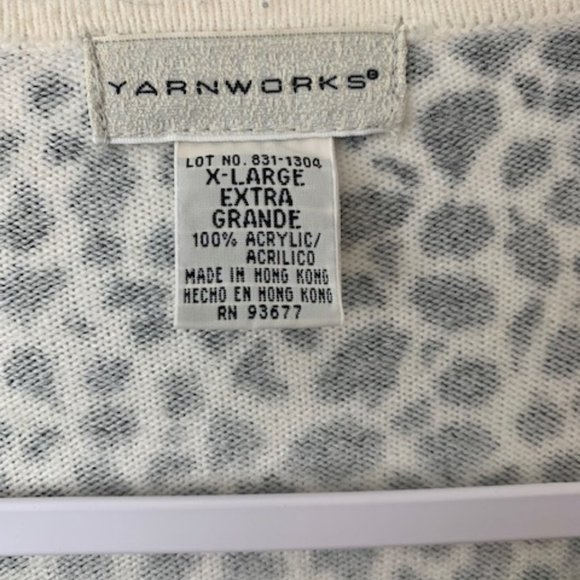 YARNWORKS®
LOT NO. 831-1304
X-LARGE
EXTRA
GRANDE
100% ACRYLIC/
ACRILICO
MADE IN HONG KONG
HECHO EN HONG KONG
RN 93677